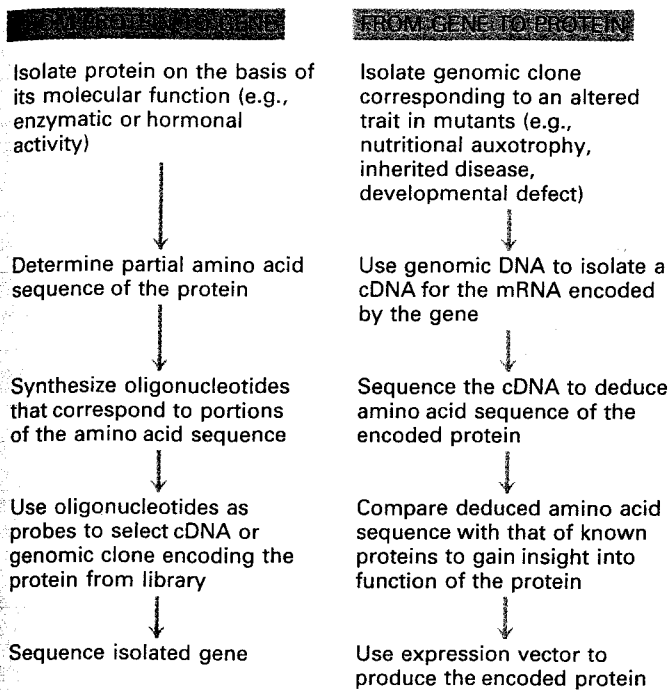 FROM PROTEIN TO GENE
Isolate protein on the basis of
its molecular function (e.g.,
enzymatic or hormonal
activity)
Determine partial amino acid
sequence of the protein
Synthesize oligonucleotides
that correspond to portions
of the amino acid sequence
Use oligonucleotides as
probes to select cDNA or
genomic clone encoding the
protein from library
Sequence isolated gene
FROM GENE TO PROTEIN
Isolate genomic clone
corresponding to an altered
trait in mutants (e.g.,
nutritional auxotrophy,
inherited disease,
developmental defect)
Use genomic DNA to isolate a
cDNA for the mRNA encoded
by the gene
Sequence the cDNA to deduce
amino acid sequence of the
encoded protein
Compare deduced amino acid
sequence with that of known
proteins to gain insight into
function of the protein
Use expression vector to
produce the encoded protein